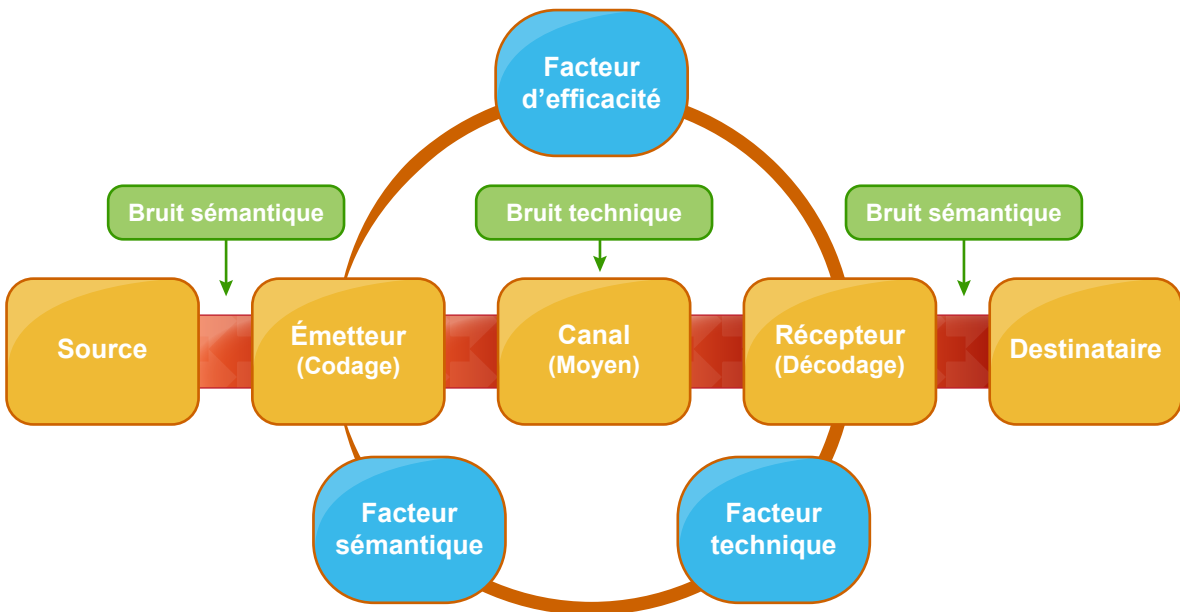 Facteur
d’efficacité
Bruit sémantique
Bruit technique
Bruit sémantique
Source
Émetteur
(Codage)
Canal
(Moyen)
Récepteur
(Décodage)
Destinataire
Facteur
sémantique
Facteur
technique